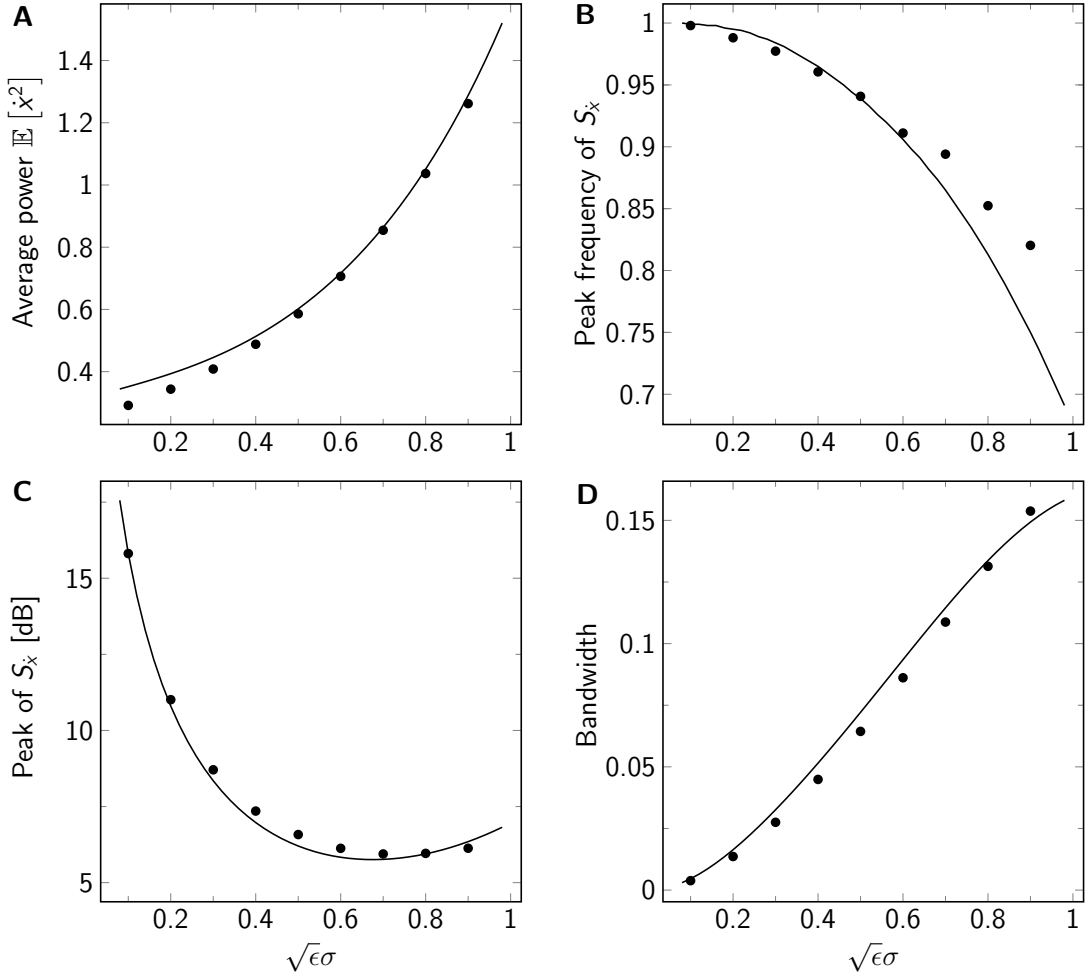 A
Average power 𝔼 [ẋ²]
1.4
1.2
1
0.8
0.6
0.4
0.2 0.4 0.6 0.8 1
B
Peak frequency of Sẋ
1
0.95
0.9
0.85
0.8
0.75
0.7
0.2 0.4 0.6 0.8 1
C
Peak of Sẋ [dB]
15
10
5
0.2 0.4 0.6 0.8 1
√ϵσ
D
Bandwidth
0.15
0.1
0.05
0
0.2 0.4 0.6 0.8 1
√ϵσ